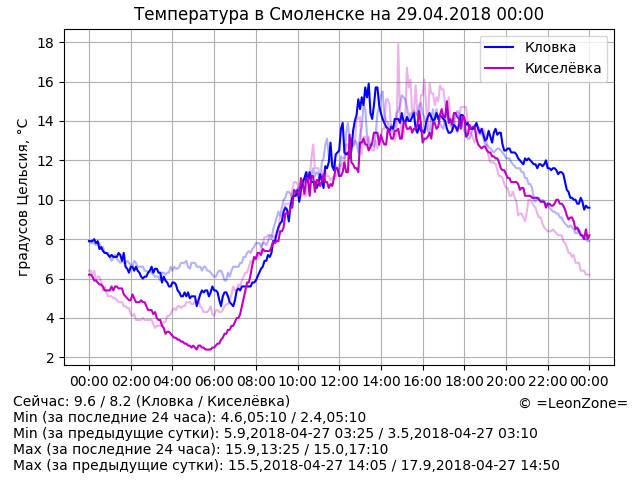 Температура в Смоленске на 29.04.2018 00:00
Кловка
Киселёвка
градусов Цельсия, °C
18
16
14
12
10
8
6
4
2
00:00 02:00 04:00 06:00 08:00 10:00 12:00 14:00 16:00 18:00 20:00 22:00 00:00
Сейчас: 9.6 / 8.2 (Кловка / Киселёвка)
© =LeonZone=
Min (за последние 24 часа): 4.6,05:10 / 2.4,05:10
Min (за предыдущие сутки): 5.9,2018-04-27 03:25 / 3.5,2018-04-27 03:10
Max (за последние 24 часа): 15.9,13:25 / 15.0,17:10
Max (за предыдущие сутки): 15.5,2018-04-27 14:05 / 17.9,2018-04-27 14:50